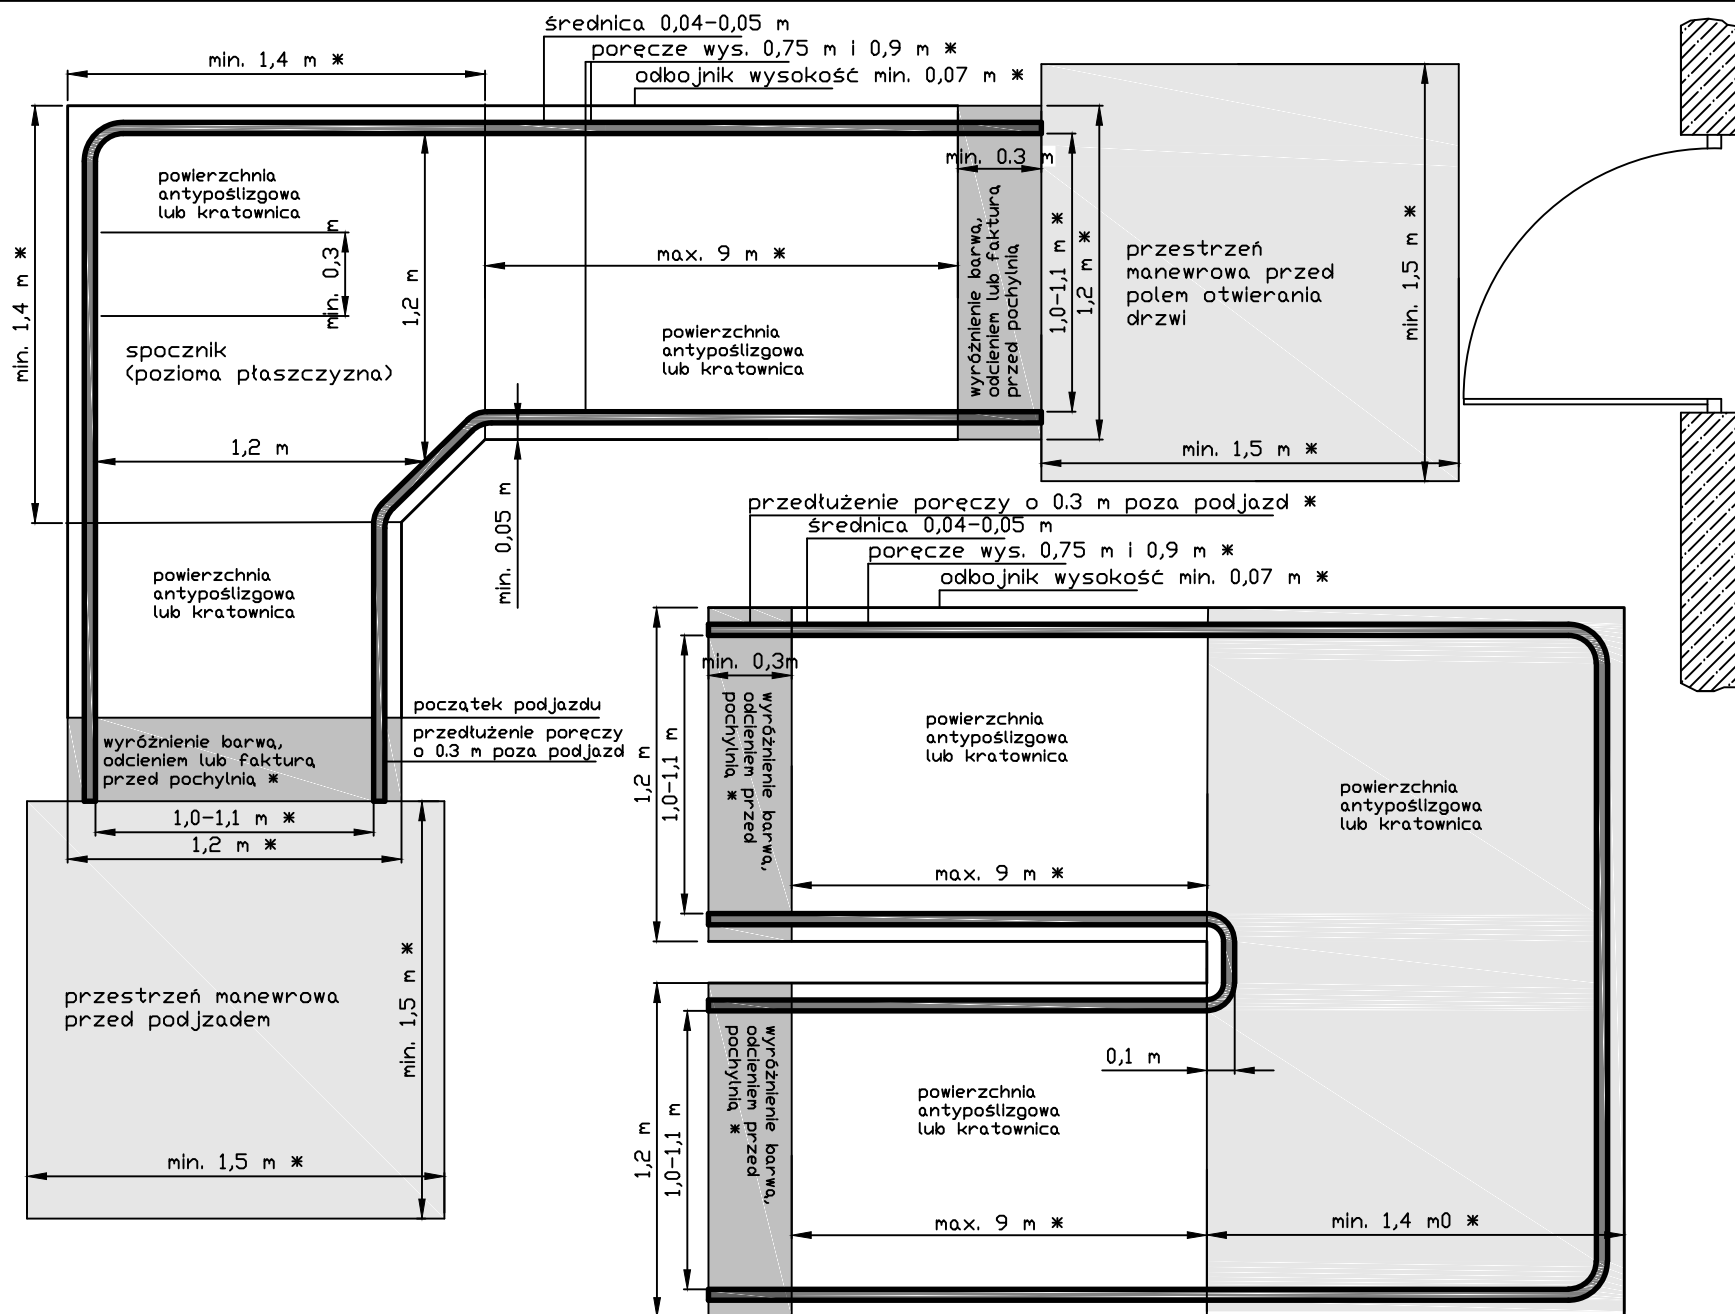 średnica 0,04-0,05 m
poręcze wys. 0,75 m i 0,9 m *
odbojnik wysokość min. 0,07 m *
min. 1,4 m *
min. 1,4 m *
powierzchnia
antypoślizgowa
lub kratownica
min. 0,3 m
1,2 m
spocznik
(pozioma płaszczyzna)
1,2 m
max. 9 m *
powierzchnia
antypoślizgowa
lub kratownica
min. 0.3 m
wyróżnienie barwą,
odcieniem lub fakturą
przed pochylnią
1,0-1,1 m *
1,2 m *
przestrzeń
manewrowa przed
polem otwierania
drzwi
min. 1,5 m *
min. 1,5 m *
min. 0,05 m
powierzchnia
antypoślizgowa
lub kratownica
początek podjazdu
przedłużenie poręczy
o 0.3 m poza podjazd
wyróżnienie barwą,
odcieniem lub fakturą
przed pochylnią *
1,0-1,1 m *
1,2 m *
przestrzeń manewrowa
przed podjzadem
min. 1,5 m *
min. 1,5 m *
przedłużenie poręczy o 0.3 m poza podjazd *
średnica 0,04-0,05 m
poręcze wys. 0,75 m i 0,9 m *
odbojnik wysokość min. 0,07 m *
min. 0,3m
1,2 m
1,0-1,1 m
wyróżnienie barwą,
odcieniem przed
pochylnią *
powierzchnia
antypoślizgowa
lub kratownica
max. 9 m *
powierzchnia
antypoślizgowa
lub kratownica
0,1 m
1,2 m
1,0-1,1 m
wyróżnienie barwą,
odcieniem przed
pochylnią *
powierzchnia
antypoślizgowa
lub kratownica
max. 9 m *
min. 1,4 m0 *